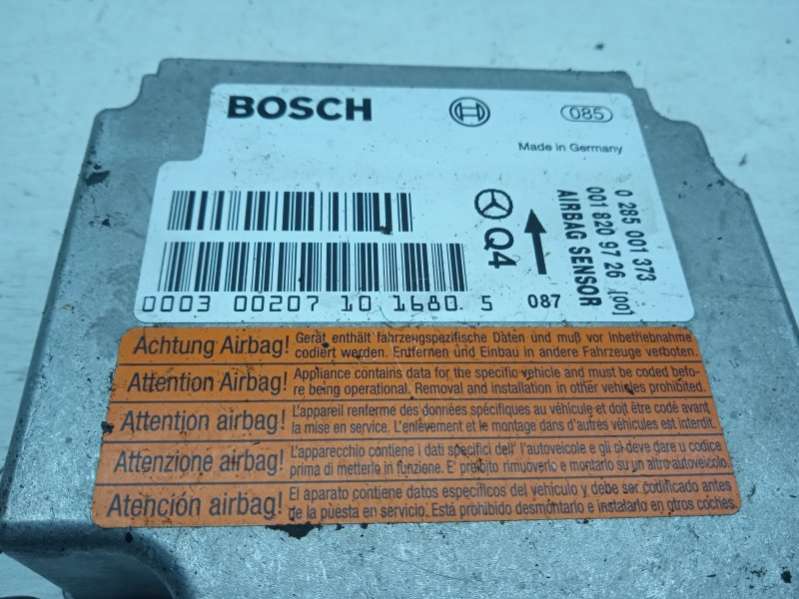 BOSCH
085
Made in Germany
0 285 001 373
001 820 97 26 [00]
AIRBAG SENSOR
Q4
0003 00207 10 1680 5
087
Achtung Airbag! Gerät enthält fahrzeugspezifische Daten und muß vor Inbetriebnahme
codiert werden. Entfernen und Einbau in andere Fahrzeuge verboten.
Attention Airbag! Appliance contains data for the specific vehicle and must be coded befo-
re being operational. Removal and installation in other vehicles prohibited.
Attention airbag! L'appareil renferme des données spécifiques au véhicule et doit être codé avant
la mise en service. L'enlèvement et le montage dans d'autres véhicules est interdit.
Attenzione airbag! L'apparecchio contiene i dati specifici dell' l'autoveicolo e gli ci deve dare u codice
prima di metterle in funzione. E' proibito rimuoverlo e montarlo su un altro autoveicolo.
Atención airbag! El aparato contiene datos específicos del vehículo y debe ser codificado antes
de la puesta en servicio. Está prohibido desmontarlo e instalarlo en otros coches.